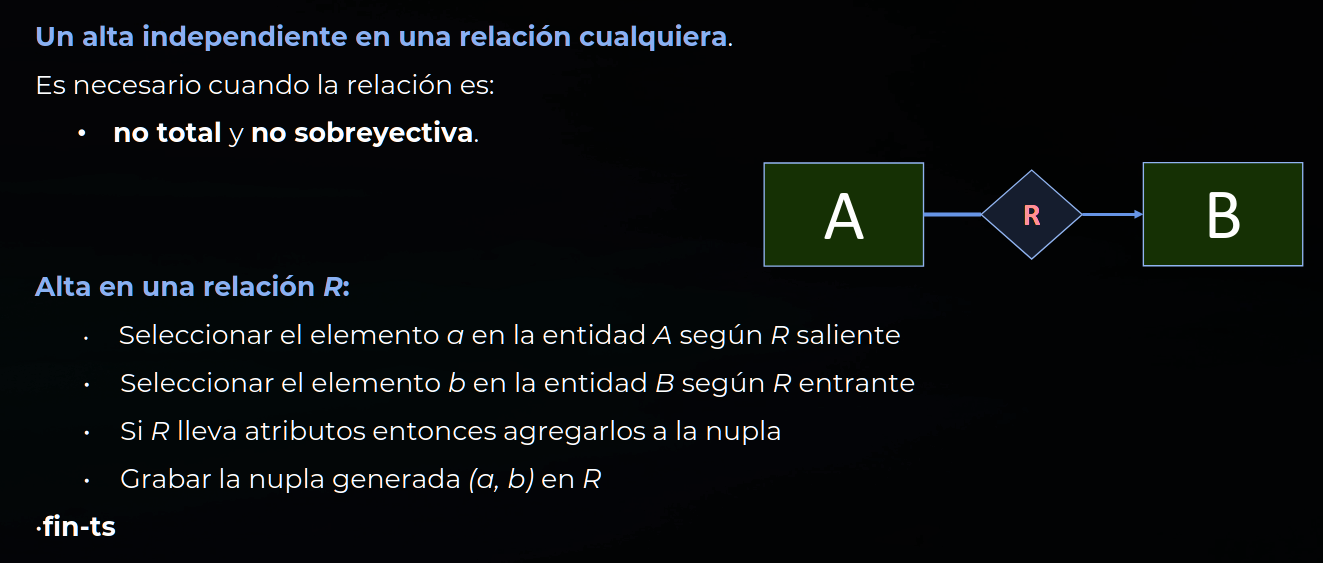 Un alta independiente en una relación cualquiera.
Es necesario cuando la relación es:
• no total y no sobreyectiva.
A
R
B
Alta en una relación R:
• Seleccionar el elemento a en la entidad A según R saliente
• Seleccionar el elemento b en la entidad B según R entrante
• Si R lleva atributos entonces agregarlos a la nupla
• Grabar la nupla generada (a, b) en R
•fin-ts